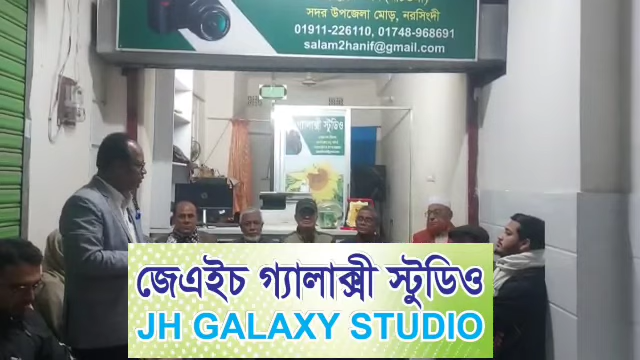 সদর উপজেলা মোড়, নরসিংদী
01911-226110, 01748-968691
salam2hanif@gmail.com
গ্যালাক্সী স্টুডিও
জেএইচ গ্যালাক্সী স্টুডিও
JH GALAXY STUDIO